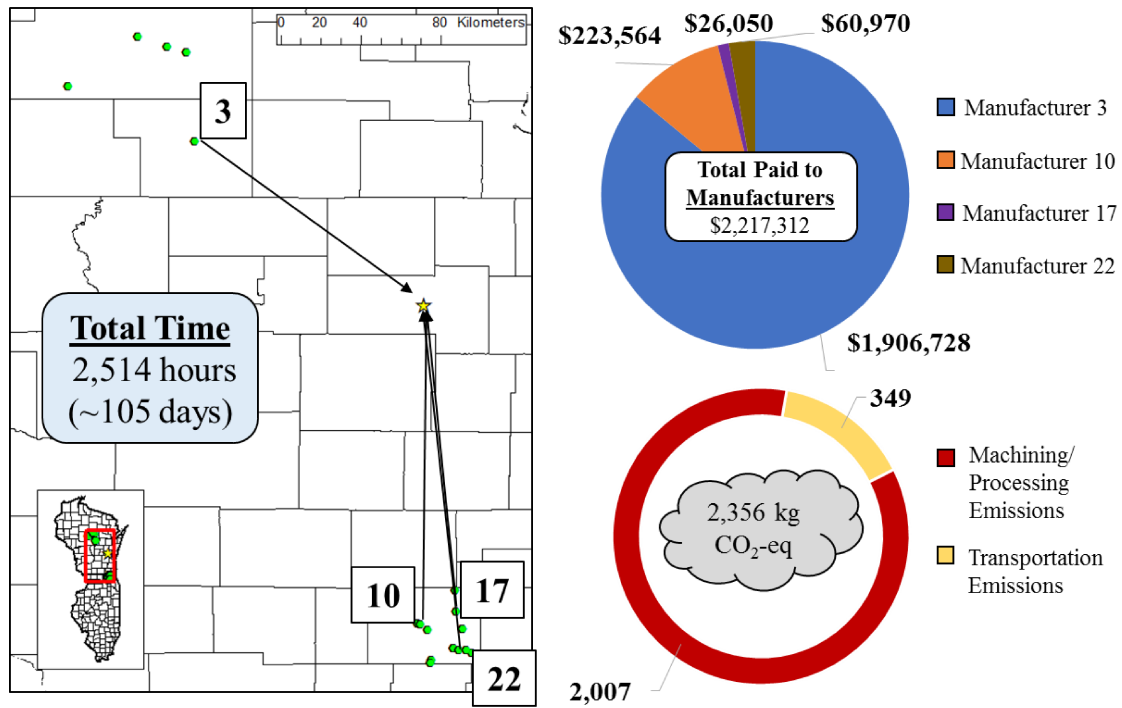 0 20 40 80 Kilometers
3
Total Time
2,514 hours
(~105 days)
10
17
22
$223,564
$26,050
$60,970
Total Paid to
Manufacturers
$2,217,312
$1,906,728
Manufacturer 3
Manufacturer 10
Manufacturer 17
Manufacturer 22
349
2,356 kg
CO₂-eq
2,007
Machining/
Processing
Emissions
Transportation
Emissions